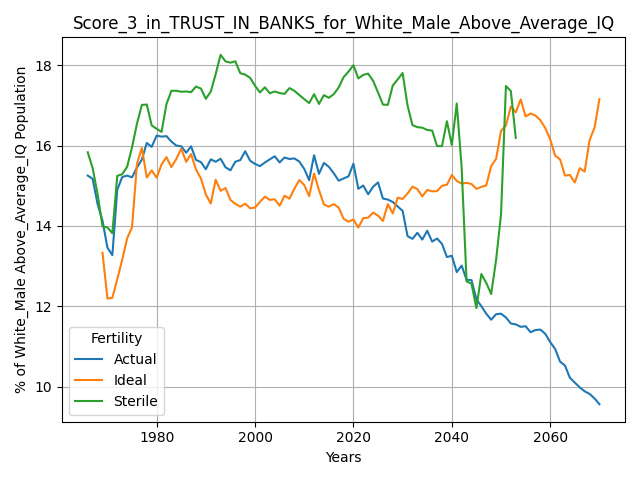 Score_3_in_TRUST_IN_BANKS_for_White_Male_Above_Average_IQ
% of White_Male Above_Average_IQ Population
18
16
14
12
10
Fertility
Actual
Ideal
Sterile
1980 2000 2020 2040 2060
Years